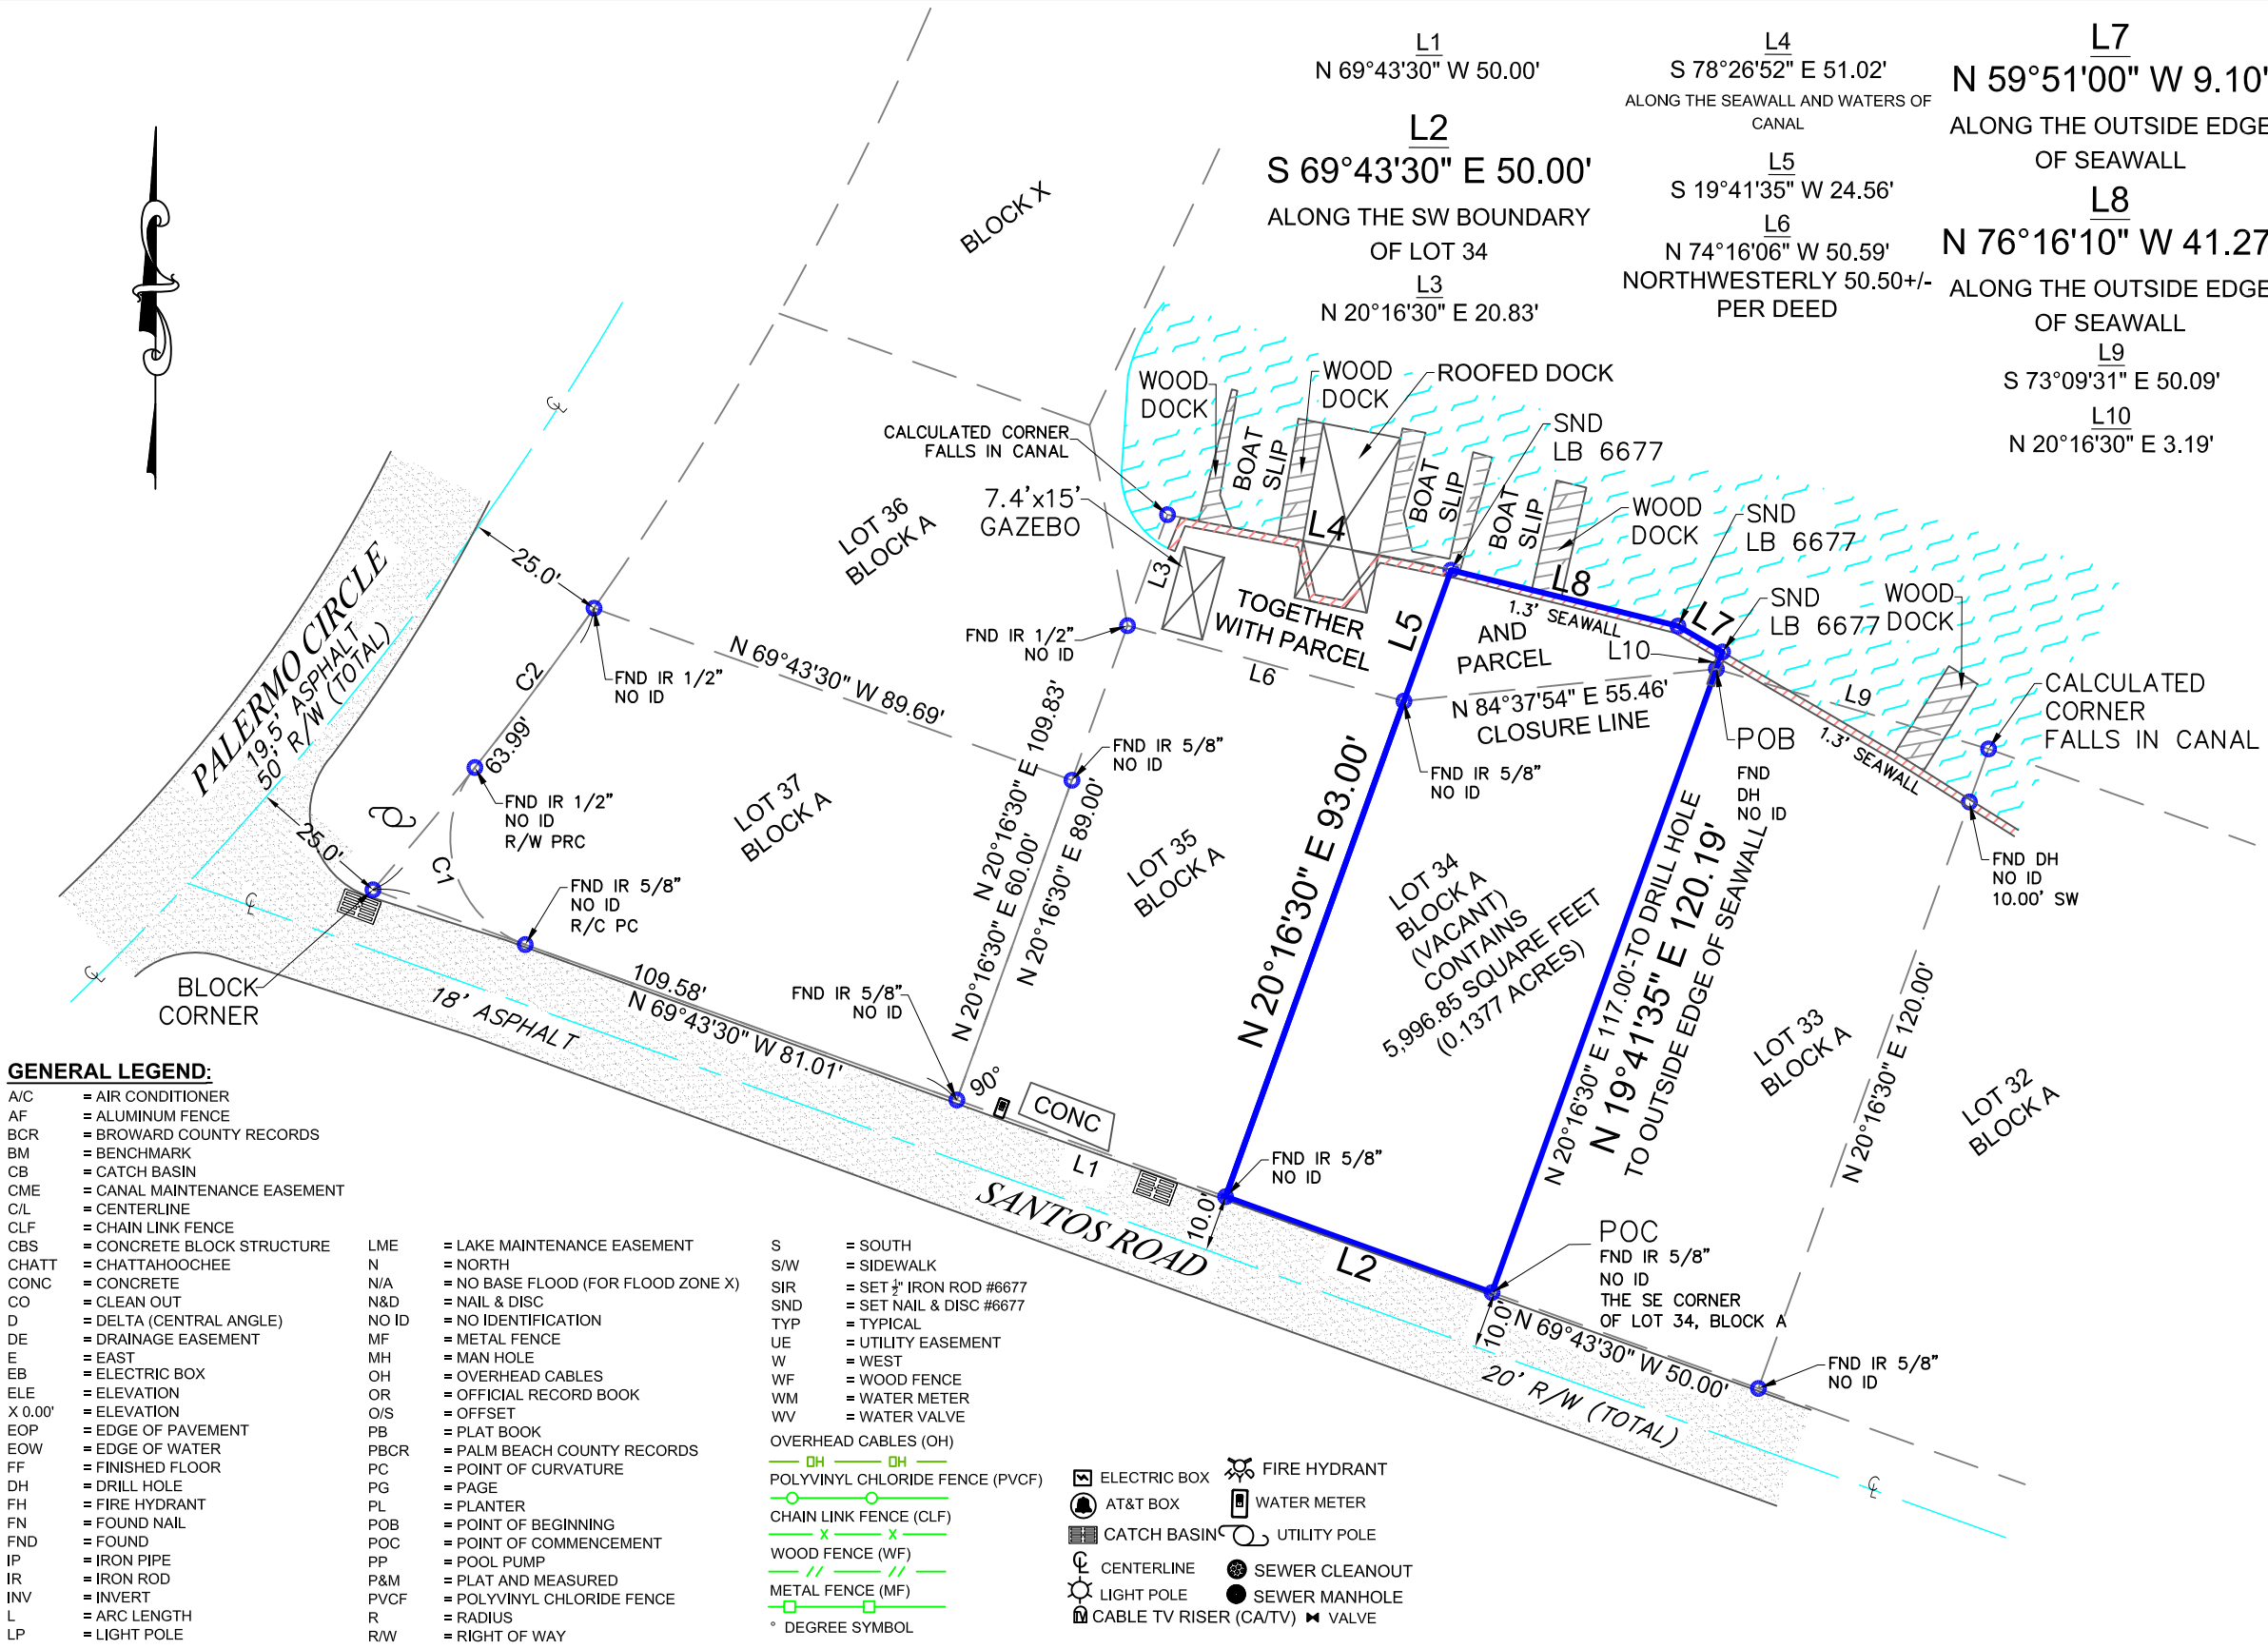 L1
N 69°43'30" W 50.00'
L2
S 69°43'30" E 50.00'
ALONG THE SW BOUNDARY
OF LOT 34
L3
N 20°16'30" E 20.83'
L4
S 78°26'52" E 51.02'
ALONG THE SEAWALL AND WATERS OF
CANAL
L5
S 19°41'35" W 24.56'
L6
N 74°16'06" W 50.59'
NORTHWESTERLY 50.50+/-
PER DEED
L7
N 59°51'00" W 9.10'
ALONG THE OUTSIDE EDGE
OF SEAWALL
L8
N 76°16'10" W 41.27
ALONG THE OUTSIDE EDGE
OF SEAWALL
L9
S 73°09'31" E 50.09'
L10
N 20°16'30" E 3.19'
BLOCK X
WOOD
DOCK
WOOD
DOCK
ROOFED DOCK
CALCULATED CORNER
FALLS IN CANAL
BOAT
SLIP
BOAT
SLIP
BOAT
SLIP
SND
LB 6677
WOOD
DOCK
SND
LB 6677
7.4'x15'
GAZEBO
L4
L3
LOT 36
BLOCK A
TOGETHER
WITH PARCEL
L5
L8
1.3' SEAWALL
L7
SND
LB 6677
WOOD
DOCK
AND
PARCEL
L10
L6
L9
CALCULATED
CORNER
FALLS IN CANAL
1.3' SEAWALL
25.0'
PALERMO CIRCLE
19.5' ASPHALT
50' R/W (TOTAL)
C2
63.99'
FND IR 1/2"
NO ID
FND IR 1/2"
NO ID
N 69°43'30" W 89.69'
N 84°37'54" E 55.46'
CLOSURE LINE
POB
FND
DH
NO ID
FND IR 5/8"
NO ID
FND IR 5/8"
NO ID
FND IR 1/2"
NO ID
R/W PRC
25.0'
C1
LOT 37
BLOCK A
N 20°16'30" E 109.83'
N 20°16'30" E 60.00'
N 20°16'30" E 89.00'
LOT 35
BLOCK A
N 20°16'30" E 93.00'
LOT 34
BLOCK A
(VACANT)
CONTAINS
5,996.85 SQUARE FEET
(0.1377 ACRES)
N 20°16'30" E 117.00'-TO DRILL HOLE
N 19°41'35" E 120.19'
TO OUTSIDE EDGE OF SEAWALL
FND DH
NO ID
10.00' SW
FND IR 5/8"
NO ID
R/C PC
BLOCK
CORNER
109.58'
N 69°43'30" W 81.01'
18' ASPHALT
FND IR 5/8"
NO ID
90°
CONC
L1
LOT 33
BLOCK A
N 20°16'30" E 120.00'
LOT 32
BLOCK A
FND IR 5/8"
NO ID
10.0'
SANTOS ROAD
L2
POC
FND IR 5/8"
NO ID
THE SE CORNER
OF LOT 34, BLOCK A
10.0'
N 69°43'30" W 50.00'
FND IR 5/8"
NO ID
20' R/W (TOTAL)
GENERAL LEGEND:
A/C = AIR CONDITIONER
AF = ALUMINUM FENCE
BCR = BROWARD COUNTY RECORDS
BM = BENCHMARK
CB = CATCH BASIN
CME = CANAL MAINTENANCE EASEMENT
C/L = CENTERLINE
CLF = CHAIN LINK FENCE
CBS = CONCRETE BLOCK STRUCTURE
CHATT = CHATTAHOOCHEE
CONC = CONCRETE
CO = CLEAN OUT
D = DELTA (CENTRAL ANGLE)
DE = DRAINAGE EASEMENT
E = EAST
EB = ELECTRIC BOX
ELE = ELEVATION
X 0.00' = ELEVATION
EOP = EDGE OF PAVEMENT
EOW = EDGE OF WATER
FF = FINISHED FLOOR
DH = DRILL HOLE
FH = FIRE HYDRANT
FN = FOUND NAIL
FND = FOUND
IP = IRON PIPE
IR = IRON ROD
INV = INVERT
L = ARC LENGTH
LP = LIGHT POLE
LME = LAKE MAINTENANCE EASEMENT
N = NORTH
N/A = NO BASE FLOOD (FOR FLOOD ZONE X)
N&D = NAIL & DISC
NO ID = NO IDENTIFICATION
MF = METAL FENCE
MH = MAN HOLE
OH = OVERHEAD CABLES
OR = OFFICIAL RECORD BOOK
O/S = OFFSET
PB = PLAT BOOK
PBCR = PALM BEACH COUNTY RECORDS
PC = POINT OF CURVATURE
PG = PAGE
PL = PLANTER
POB = POINT OF BEGINNING
POC = POINT OF COMMENCEMENT
PP = POOL PUMP
P&M = PLAT AND MEASURED
PVCF = POLYVINYL CHLORIDE FENCE
R = RADIUS
R/W = RIGHT OF WAY
S = SOUTH
S/W = SIDEWALK
SIR = SET ½" IRON ROD #6677
SND = SET NAIL & DISC #6677
TYP = TYPICAL
UE = UTILITY EASEMENT
W = WEST
WF = WOOD FENCE
WM = WATER METER
WV = WATER VALVE
OVERHEAD CABLES (OH)
OH OH
POLYVINYL CHLORIDE FENCE (PVCF)
CHAIN LINK FENCE (CLF)
X X
WOOD FENCE (WF)
METAL FENCE (MF)
° DEGREE SYMBOL
ELECTRIC BOX
AT&T BOX
CATCH BASIN
CENTERLINE
LIGHT POLE
CABLE TV RISER (CA/TV)
FIRE HYDRANT
WATER METER
UTILITY POLE
SEWER CLEANOUT
SEWER MANHOLE
VALVE